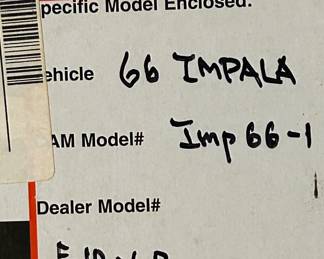 pecific Model Enclosed:
ehicle 66 IMPALA
AM Model# Imp 66-1
Dealer Model#